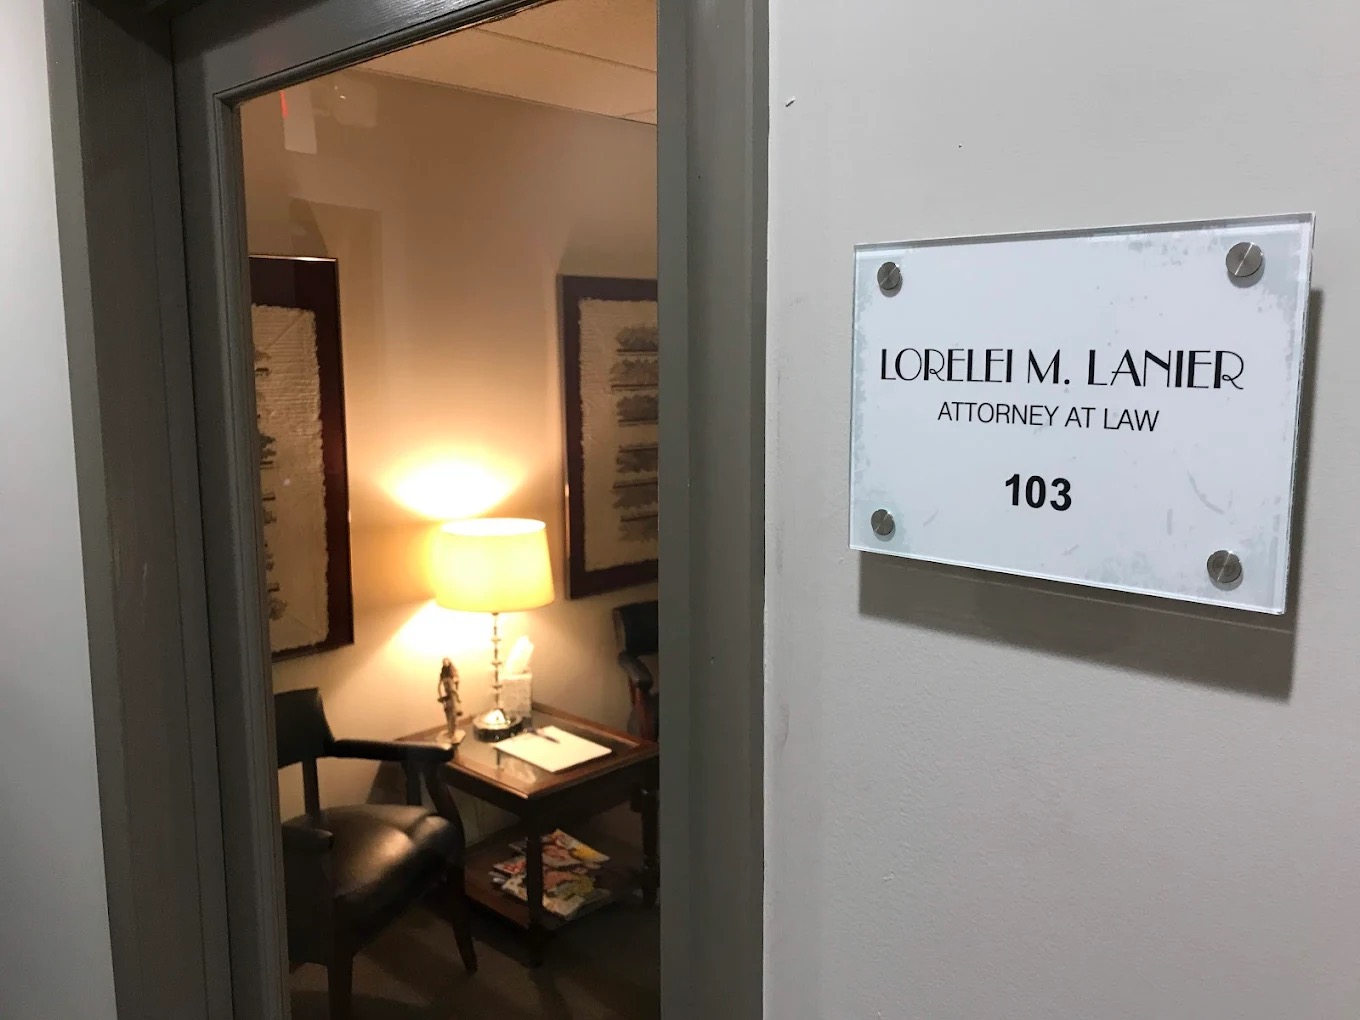 LORELEI M. LANIER
ATTORNEY AT LAW
103